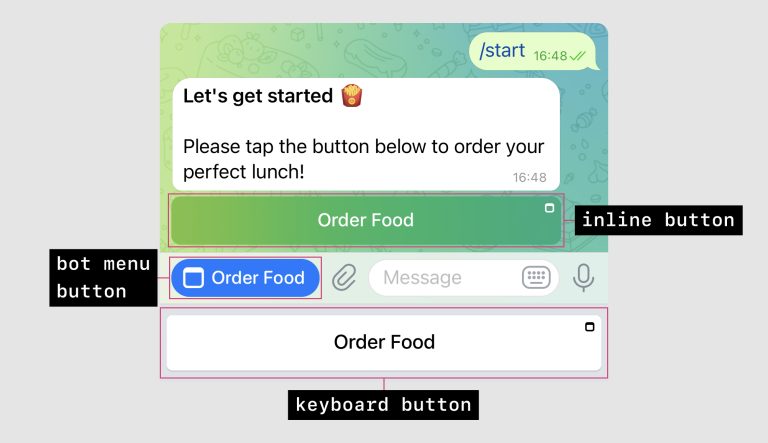 /start 16:48
Let's get started 🍟
Please tap the button below to order your
perfect lunch!
16:48
Order Food
inline button
bot menu
button
Order Food
Message
Order Food
keyboard button